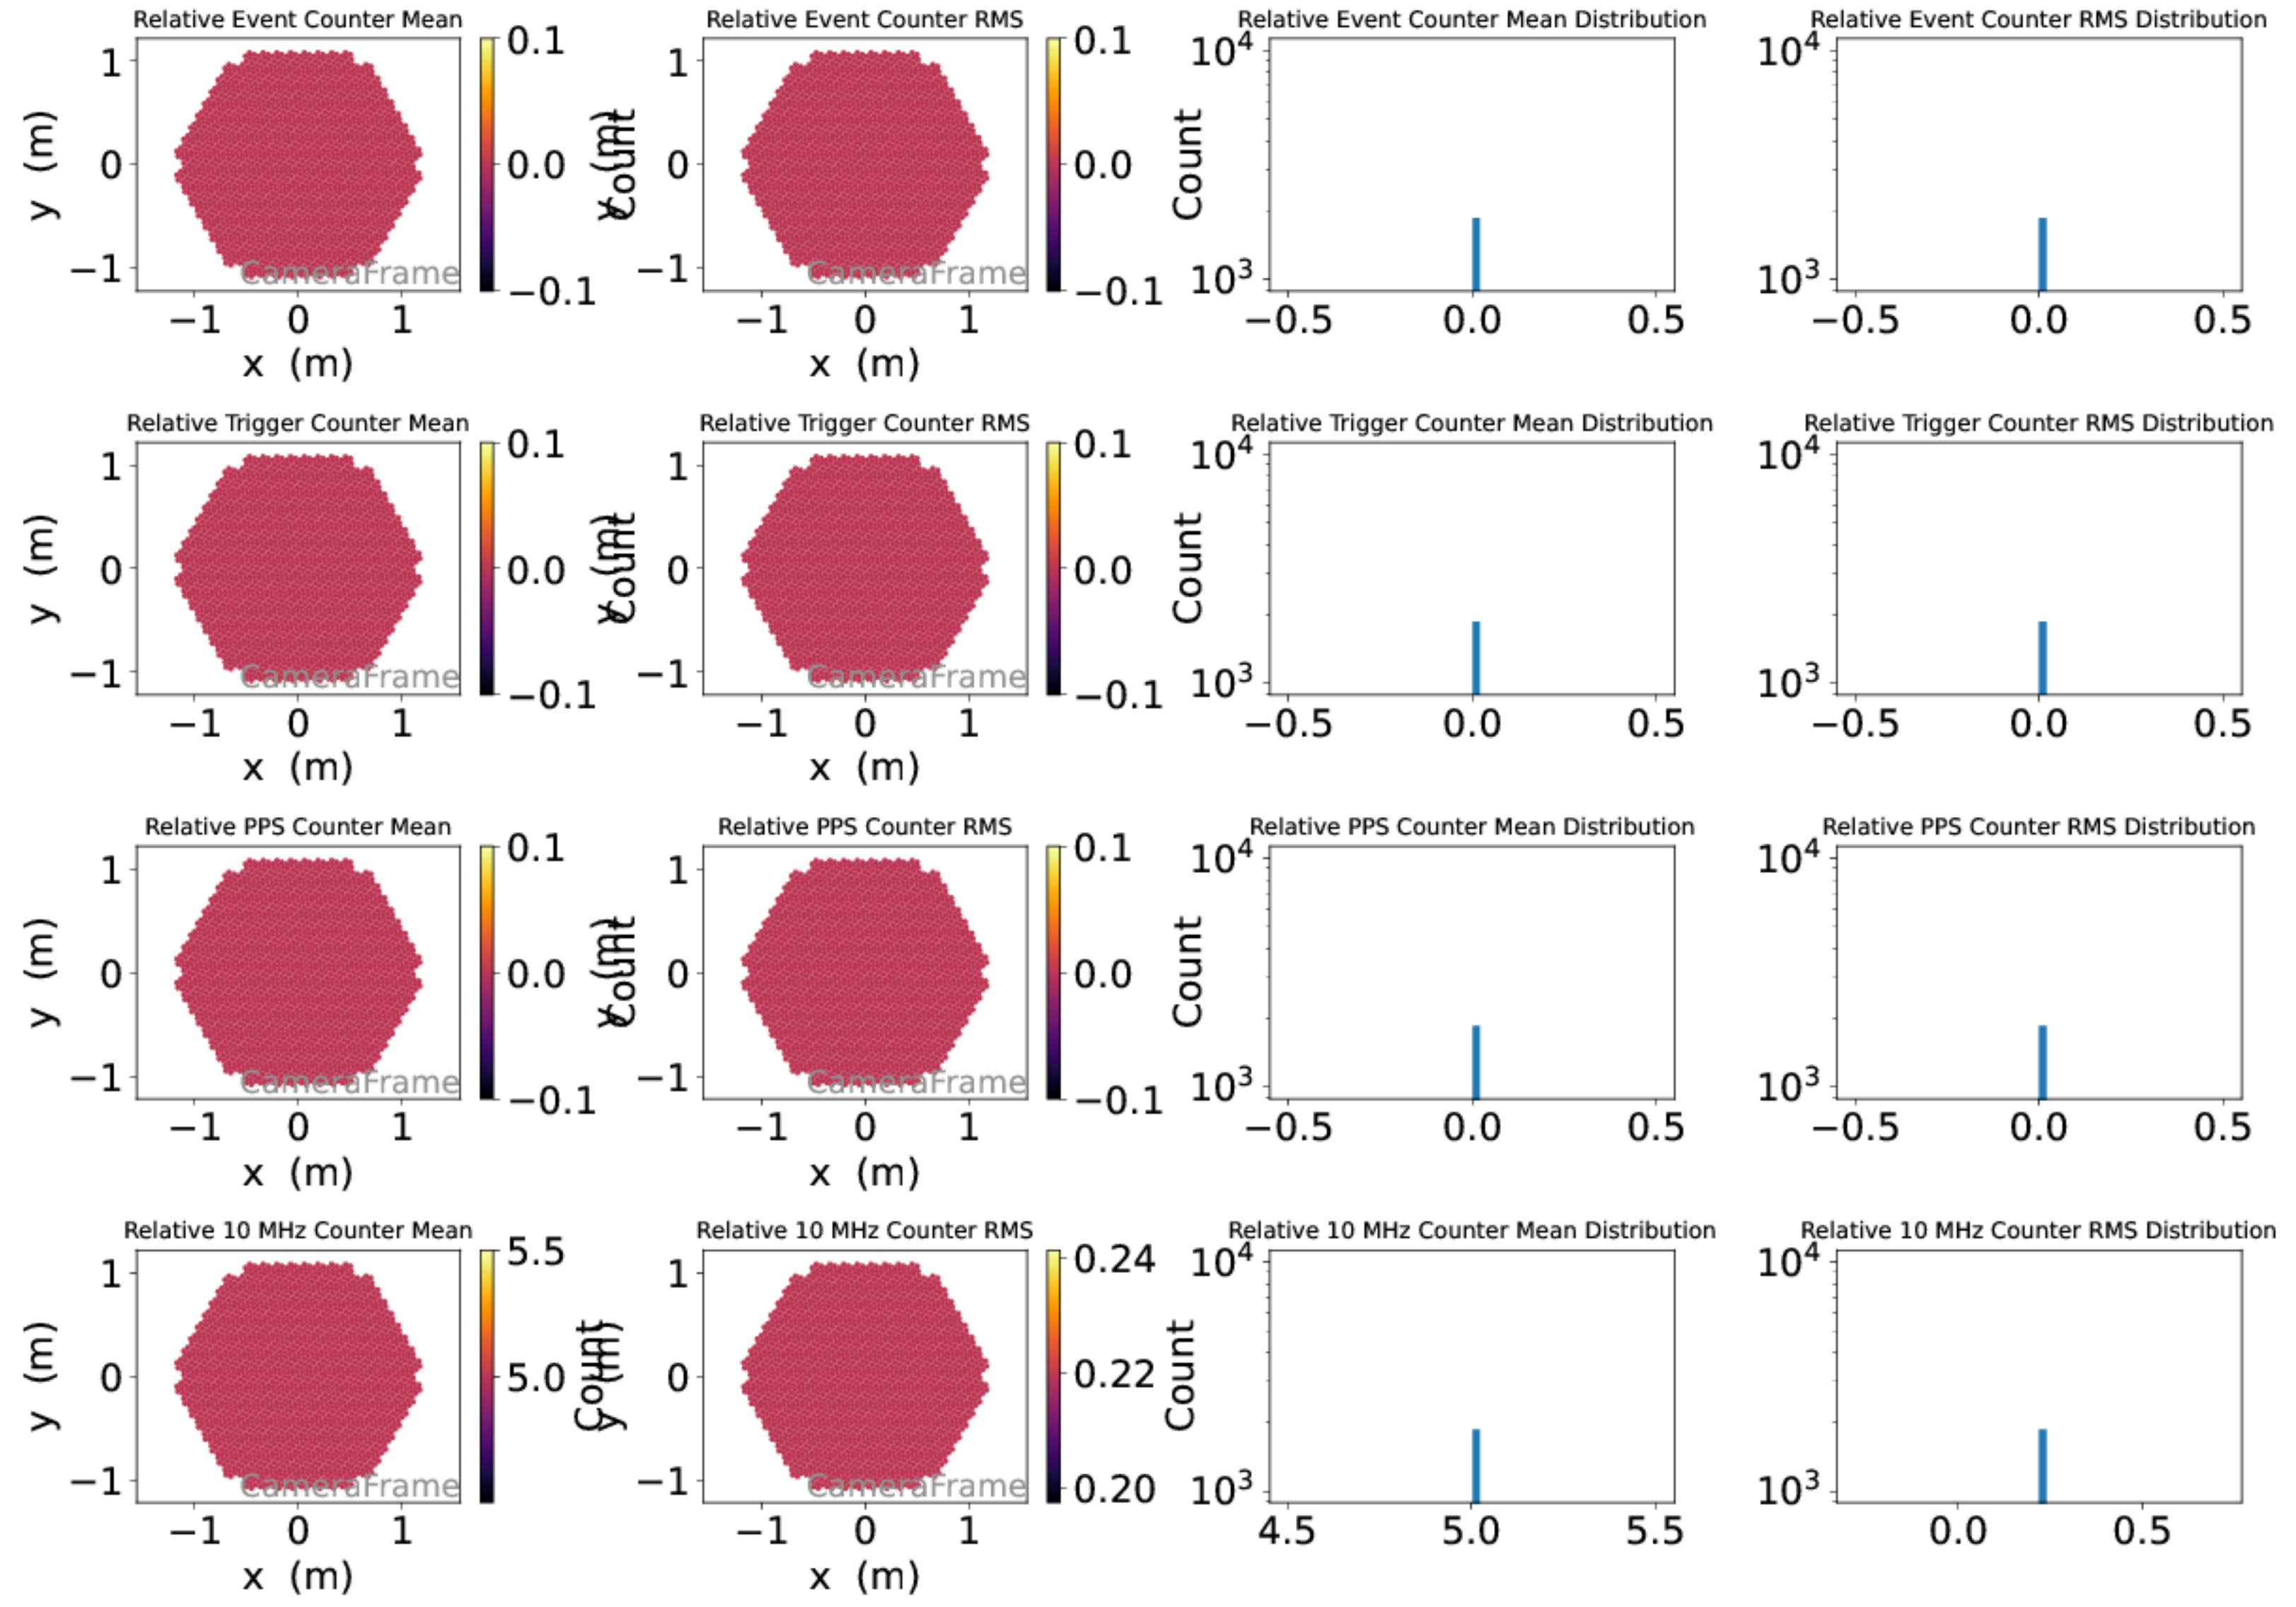 Relative Event Counter Mean
Relative Event Counter RMS
Relative Event Counter Mean Distribution
Relative Event Counter RMS Distribution
1
0
−1
y (m)
−1 0 1
x (m)
CameraFrame
0.1
0.0
−0.1
Count
y (m)
1
0
−1
−1 0 1
x (m)
CameraFrame
0.1
0.0
−0.1
Count
10⁴
10³
−0.5 0.0 0.5
10⁴
10³
−0.5 0.0 0.5
Relative Trigger Counter Mean
Relative Trigger Counter RMS
Relative Trigger Counter Mean Distribution
Relative Trigger Counter RMS Distribution
1
0
−1
y (m)
−1 0 1
x (m)
CameraFrame
0.1
0.0
−0.1
Count
y (m)
1
0
−1
−1 0 1
x (m)
CameraFrame
0.1
0.0
−0.1
Count
10⁴
10³
−0.5 0.0 0.5
10⁴
10³
−0.5 0.0 0.5
Relative PPS Counter Mean
Relative PPS Counter RMS
Relative PPS Counter Mean Distribution
Relative PPS Counter RMS Distribution
1
0
−1
y (m)
−1 0 1
x (m)
CameraFrame
0.1
0.0
−0.1
Count
y (m)
1
0
−1
−1 0 1
x (m)
CameraFrame
0.1
0.0
−0.1
Count
10⁴
10³
−0.5 0.0 0.5
10⁴
10³
−0.5 0.0 0.5
Relative 10 MHz Counter Mean
Relative 10 MHz Counter RMS
Relative 10 MHz Counter Mean Distribution
Relative 10 MHz Counter RMS Distribution
1
0
−1
y (m)
−1 0 1
x (m)
CameraFrame
5.5
5.0
Count
y (m)
1
0
−1
−1 0 1
x (m)
CameraFrame
0.24
0.22
0.20
Count
10⁴
10³
4.5 5.0 5.5
10⁴
10³
0.0 0.5